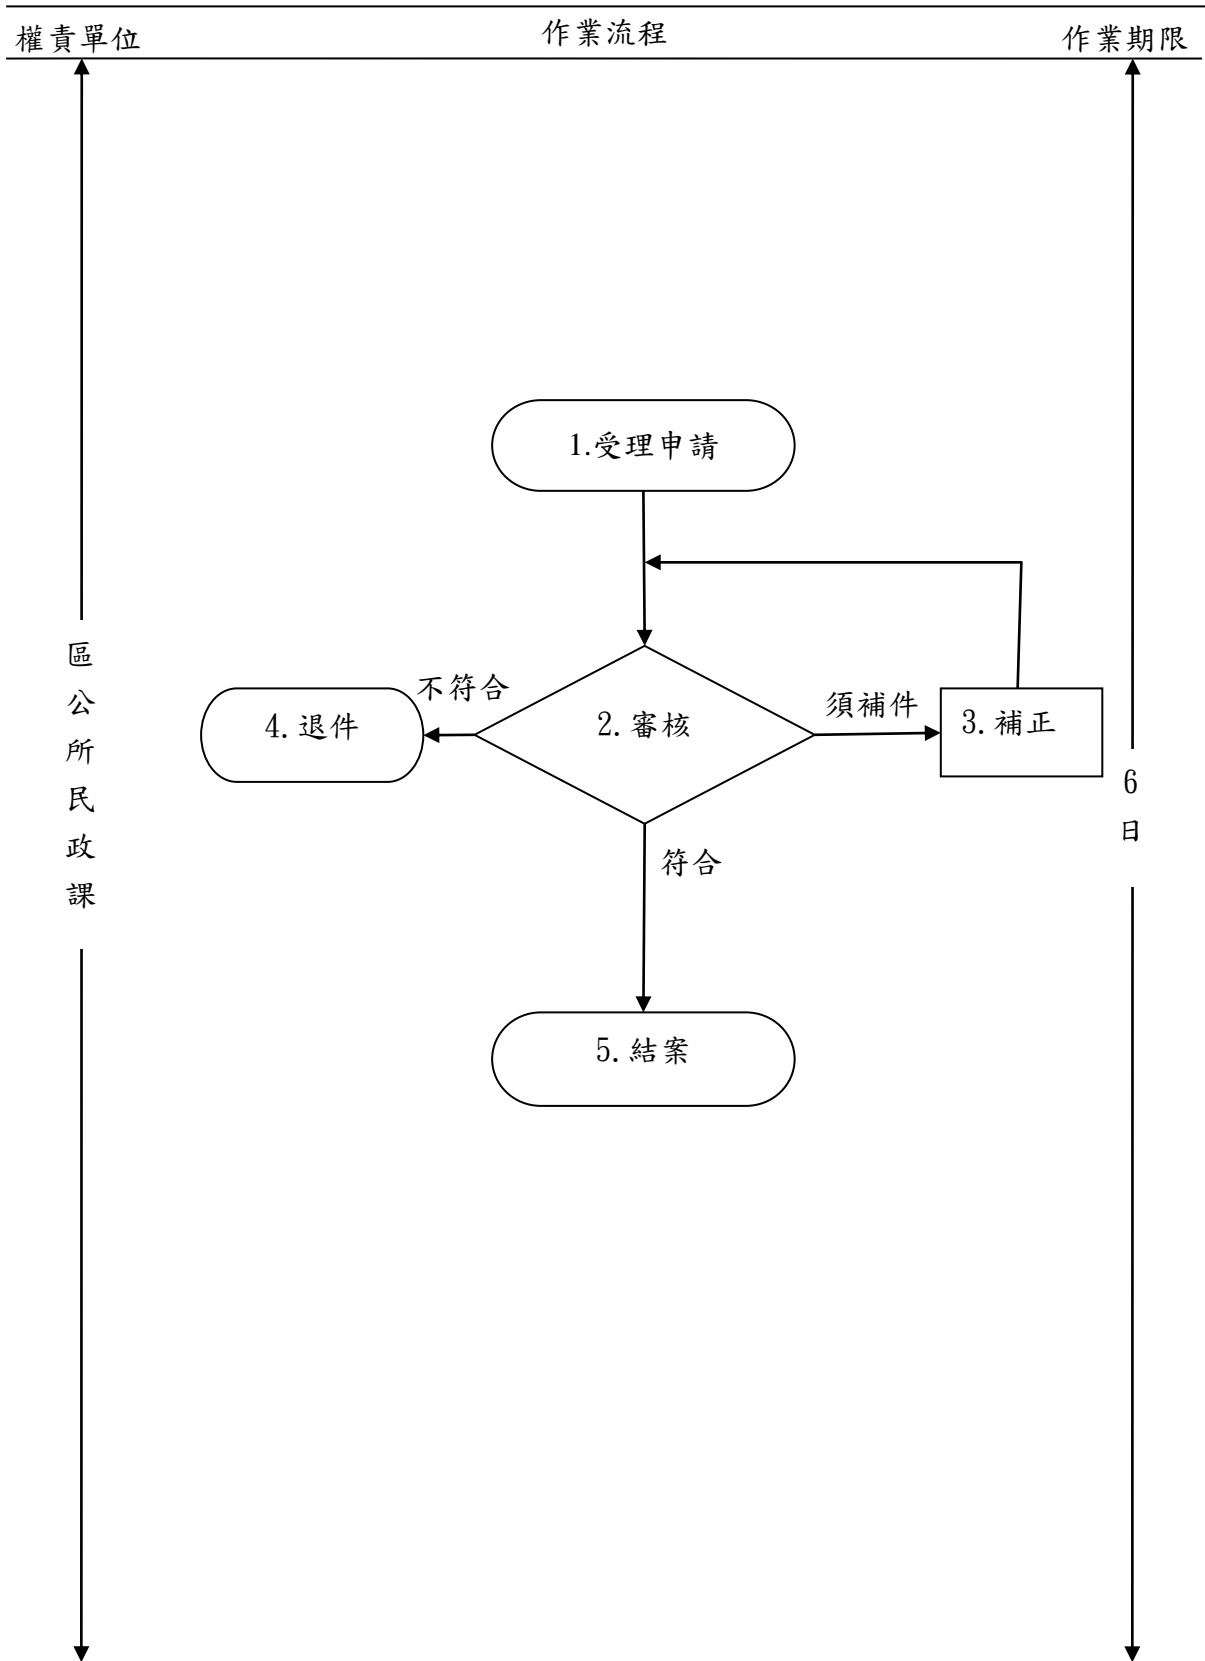 權責單位
作業流程
作業期限
1.受理申請
不符合
須補件
4.退件
2.審核
3.補正
符合
5.結案
區公所民政課
6日